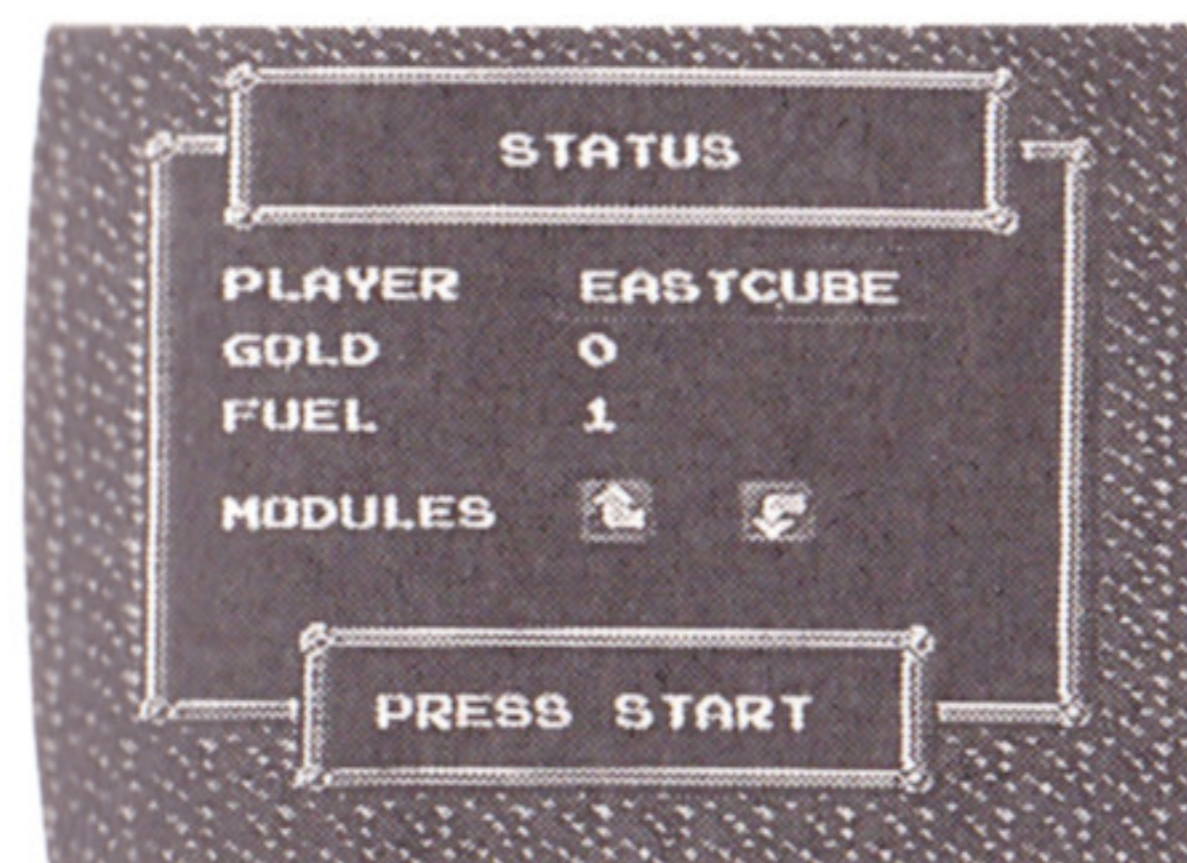 STATUS
PLAYER EASTCUBE
GOLD 0
FUEL 1
MODULES
PRESS START